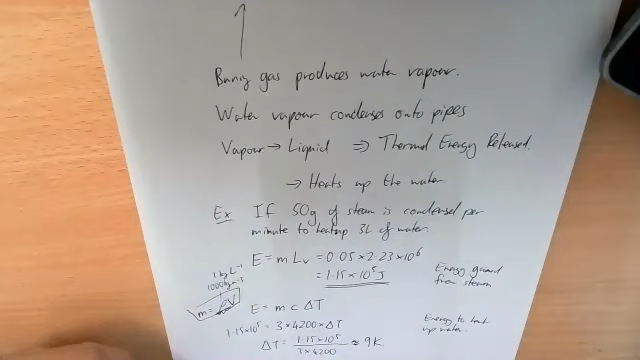 Burning gas produces water vapour.
Water vapour condenses onto pipes
Vapour → Liquid ⇒ Thermal Energy Released.
→ Heats up the water
Ex If 50g of steam is condensed per
minute to heat up 3L of water.
E = m Lv = 0.05 × 2.23 × 10⁶
= 1.15 × 10⁵ J
Energy gained
from steam
1 kg L⁻¹
1000 kg m⁻³
m = ρV
E = m c ΔT
1.15×10⁵ = 3 × 4200 × ΔT
Energy to heat
up water.
ΔT = 1.15×10⁵ / 3×4200 ≈ 9K